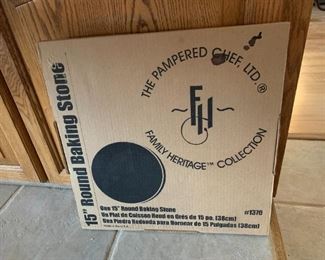 THE PAMPERED CHEF, LTD.®
FH
FAMILY HERITAGE™ COLLECTION
15" Round Baking Stone
One 15" Round Baking Stone
Un Plat de Cuisson Rond en Grès de 15 po. (38cm)
Una Piedra Redonda para Hornear de 15 Pulgadas (38cm)
#1370